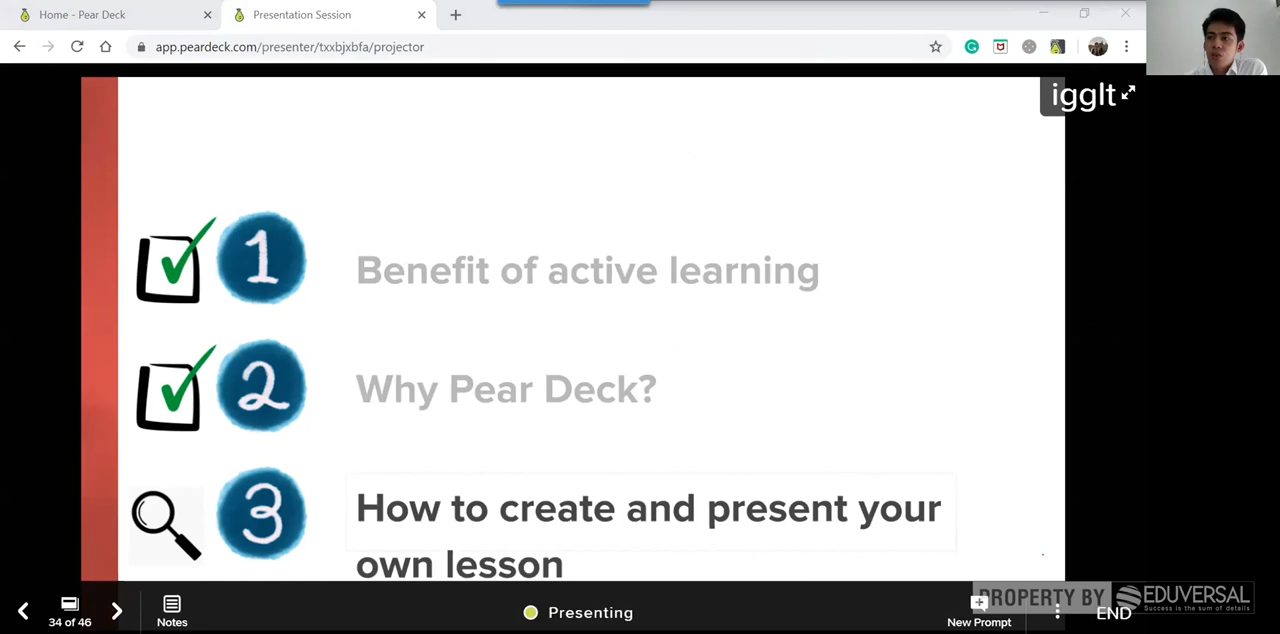 Home - Pear Deck
Presentation Session
app.peardeck.com/presenter/txxbjxbfa/projector
igglt
1 Benefit of active learning
2 Why Pear Deck?
3 How to create and present your
own lesson
34 of 46
Notes
Presenting
New Prompt
END
PROPERTY BY EDUVERSAL
Success is the sum of details